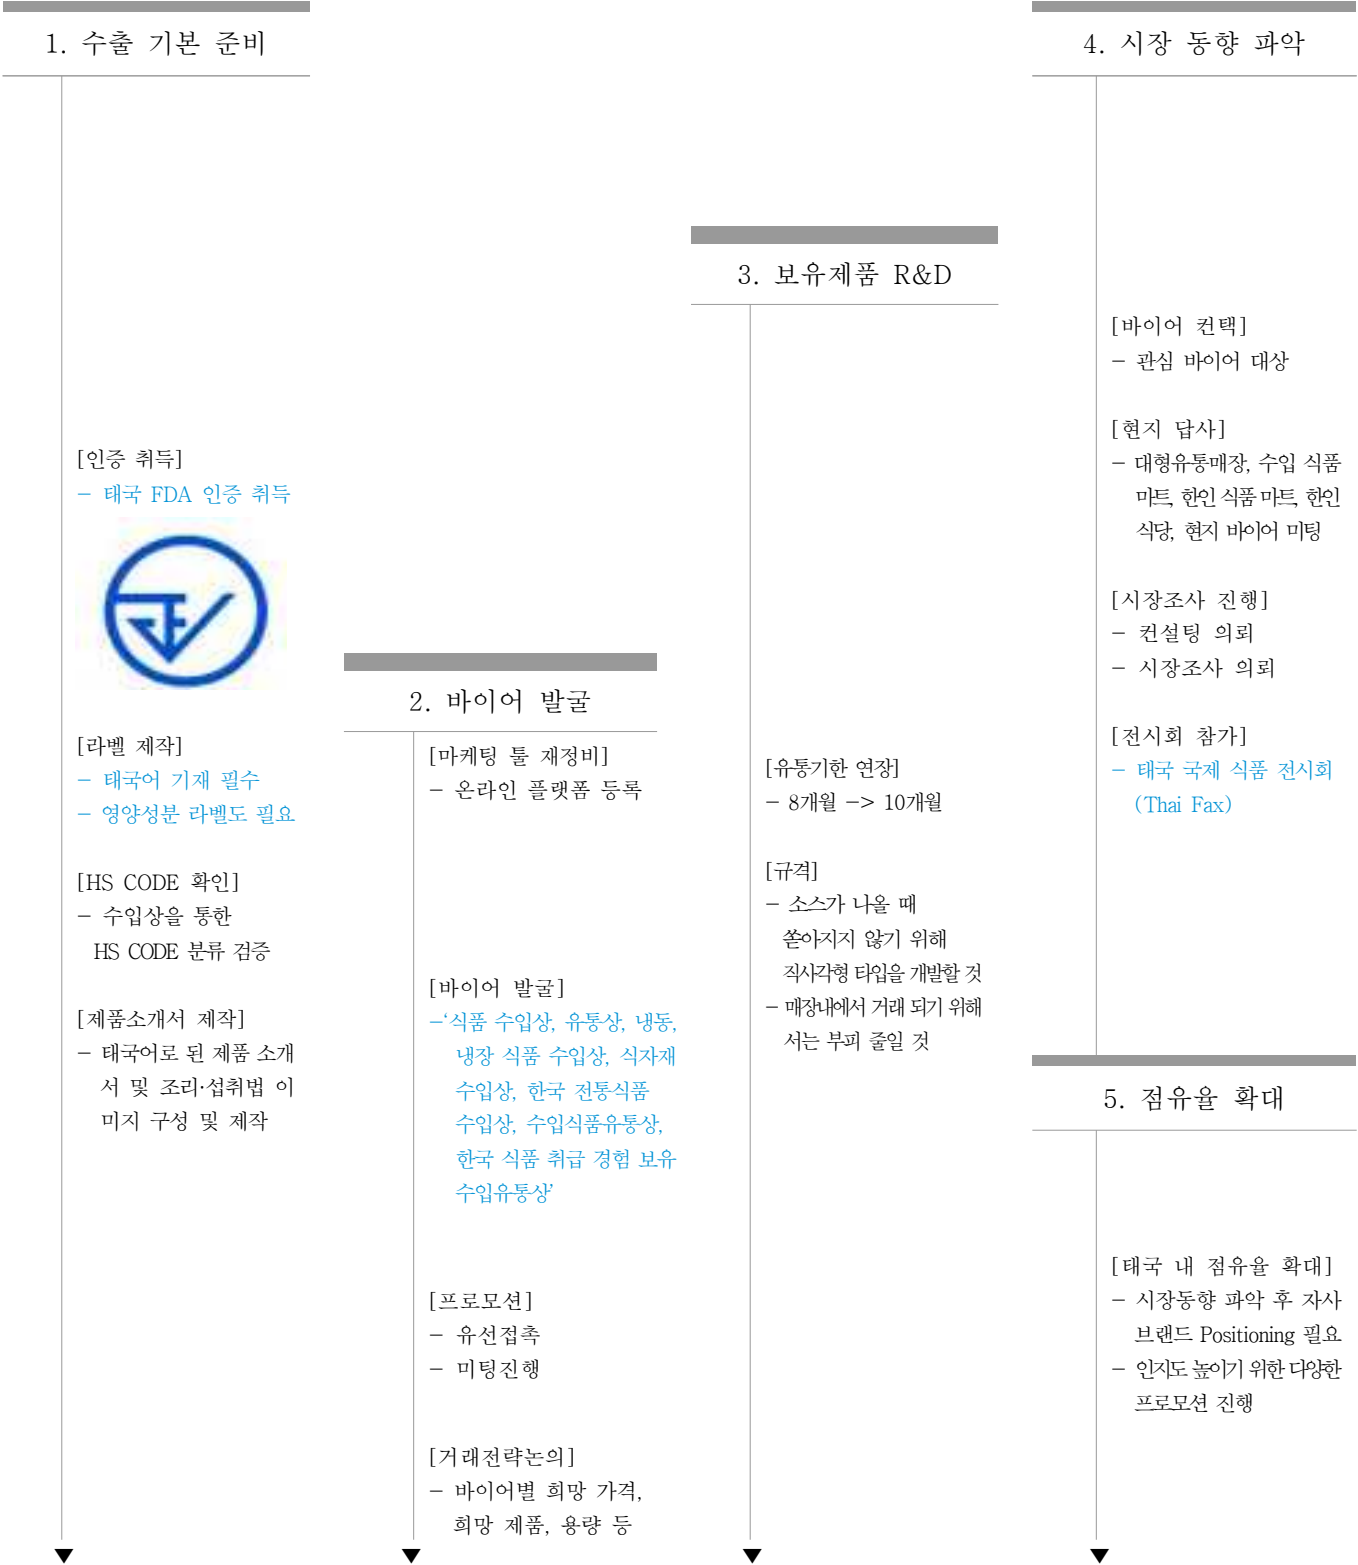 1. 수출 기본 준비
[인증 취득]
- 태국 FDA 인증 취득
[라벨 제작]
- 태국어 기재 필수
- 영양성분 라벨도 필요
[HS CODE 확인]
- 수입상을 통한
HS CODE 분류 검증
[제품소개서 제작]
- 태국어로 된 제품 소개
서 및 조리·섭취법 이
미지 구성 및 제작
2. 바이어 발굴
[마케팅 툴 재정비]
- 온라인 플랫폼 등록
[바이어 발굴]
-‘식품 수입상, 유통상, 냉동,
냉장 식품 수입상, 식자재
수입상, 한국 전통식품
수입상, 수입식품유통상,
한국 식품 취급 경험 보유
수입유통상’
[프로모션]
- 유선접촉
- 미팅진행
[거래전략논의]
- 바이어별 희망 가격,
희망 제품, 용량 등
3. 보유제품 R&D
[유통기한 연장]
- 8개월 -> 10개월
[규격]
- 소스가 나올 때
쏟아지지 않기 위해
직사각형 타입을 개발할 것
- 매장내에서 거래 되기 위해
서는 부피 줄일 것
4. 시장 동향 파악
[바이어 컨택]
- 관심 바이어 대상
[현지 답사]
- 대형유통매장, 수입 식품
마트, 한인 식품 마트, 한인
식당, 현지 바이어 미팅
[시장조사 진행]
- 컨설팅 의뢰
- 시장조사 의뢰
[전시회 참가]
- 태국 국제 식품 전시회
(Thai Fax)
5. 점유율 확대
[태국 내 점유율 확대]
- 시장동향 파악 후 자사
브랜드 Positioning 필요
- 인지도 높이기 위한 다양한
프로모션 진행